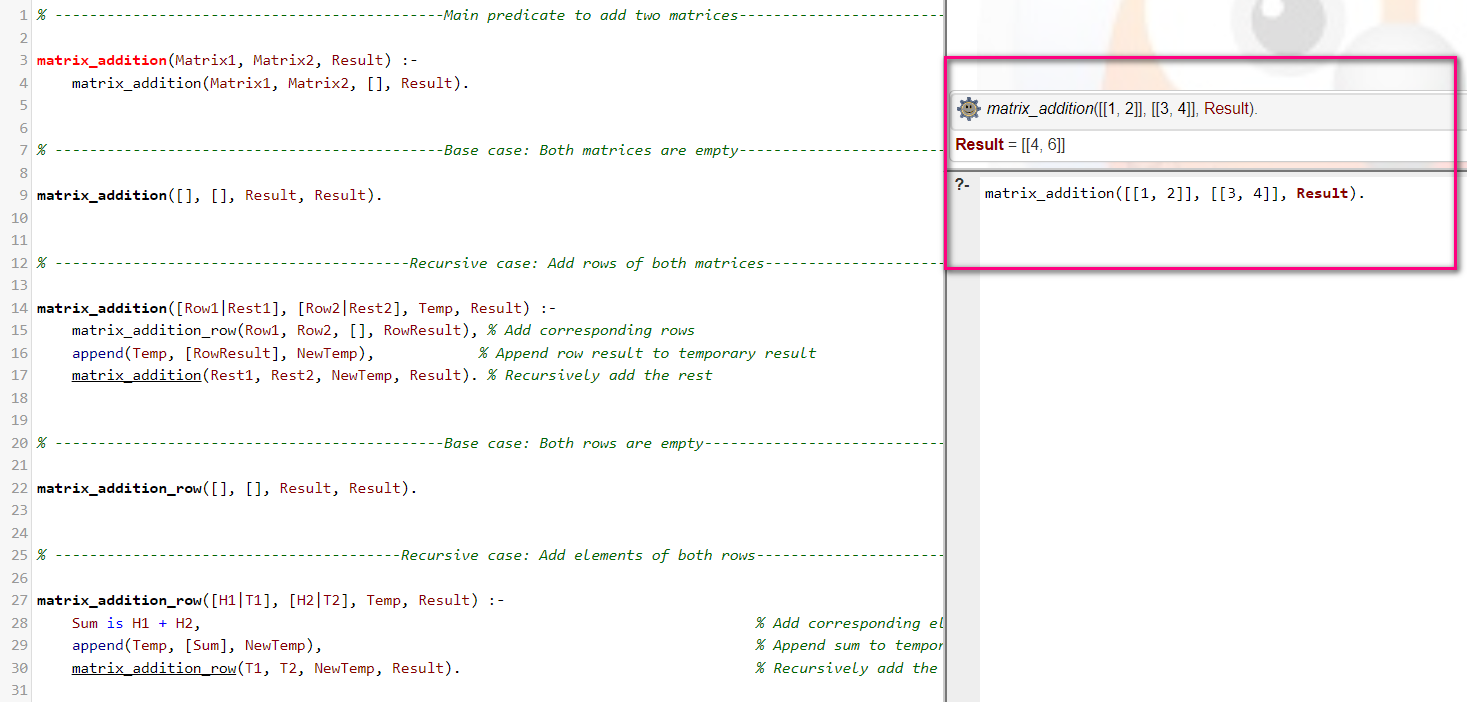 1 % ---------------------------------------------Main predicate to add two matrices------------------------
2
3 matrix_addition(Matrix1, Matrix2, Result) :-
4 matrix_addition(Matrix1, Matrix2, [], Result).
5
6
7 % ---------------------------------------------Base case: Both matrices are empty------------------------
8
9 matrix_addition([], [], Result, Result).
10
11
12 % -----------------------------------------Recursive case: Add rows of both matrices---------------------
13
14 matrix_addition([Row1|Rest1], [Row2|Rest2], Temp, Result) :-
15 matrix_addition_row(Row1, Row2, [], RowResult), % Add corresponding rows
16 append(Temp, [RowResult], NewTemp), % Append row result to temporary result
17 matrix_addition(Rest1, Rest2, NewTemp, Result). % Recursively add the rest
18
19
20 % ---------------------------------------------Base case: Both rows are empty----------------------------
21
22 matrix_addition_row([], [], Result, Result).
23
24
25 % ----------------------------------------Recursive case: Add elements of both rows----------------------
26
27 matrix_addition_row([H1|T1], [H2|T2], Temp, Result) :-
28 Sum is H1 + H2, % Add corresponding el
29 append(Temp, [Sum], NewTemp), % Append sum to tempor
30 matrix_addition_row(T1, T2, NewTemp, Result). % Recursively add the
31
matrix_addition([[1, 2]], [[3, 4]], Result).
Result = [[4, 6]]
?- matrix_addition([[1, 2]], [[3, 4]], Result).